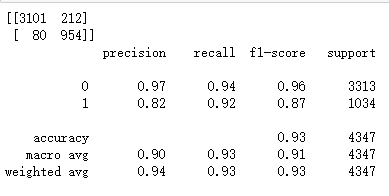 [[3101  212]
 [  80  954]]
              precision    recall  f1-score   support

           0       0.97      0.94      0.96      3313
           1       0.82      0.92      0.87      1034

    accuracy                           0.93      4347
   macro avg       0.90      0.93      0.91      4347
weighted avg       0.94      0.93      0.93      4347